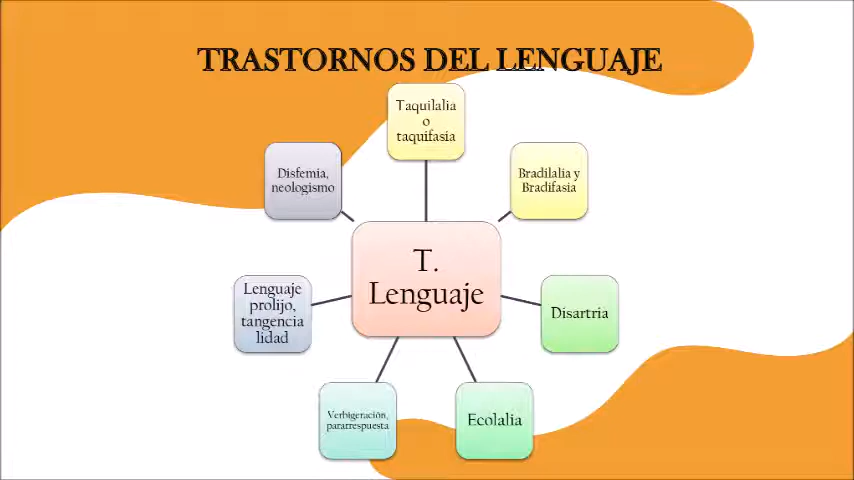 TRASTORNOS DEL LENGUAJE
Taquilalia
o
taquifasia
Bradilalia y
Bradifasia
Disartria
Ecolalia
Verbigeración,
pararrespuesta
Lenguaje
prolijo,
tangencia
lidad
Disfemia,
neologismo
T.
Lenguaje